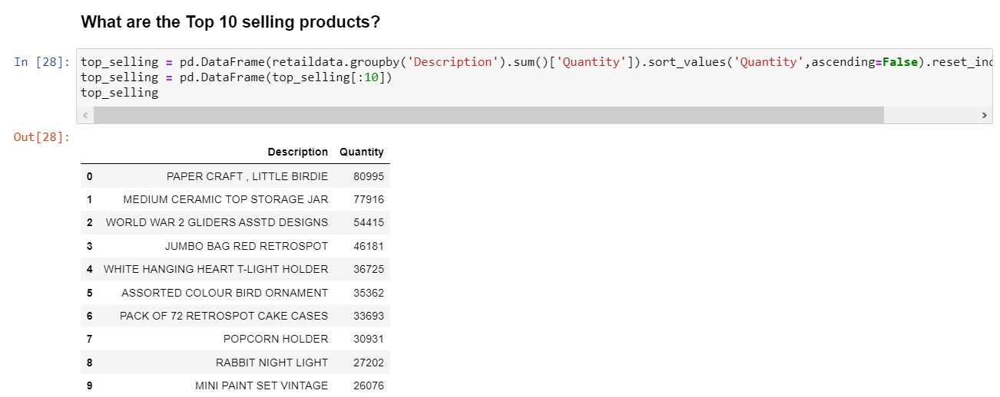 What are the Top 10 selling products?
In [28]: top_selling = pd.DataFrame(retaildata.groupby('Description').sum()['Quantity']).sort_values('Quantity',ascending=False).reset_ind
top_selling = pd.DataFrame(top_selling[:10])
top_selling
Out[28]:
Description Quantity
0 PAPER CRAFT , LITTLE BIRDIE 80995
1 MEDIUM CERAMIC TOP STORAGE JAR 77916
2 WORLD WAR 2 GLIDERS ASSTD DESIGNS 54415
3 JUMBO BAG RED RETROSPOT 46181
4 WHITE HANGING HEART T-LIGHT HOLDER 36725
5 ASSORTED COLOUR BIRD ORNAMENT 35362
6 PACK OF 72 RETROSPOT CAKE CASES 33693
7 POPCORN HOLDER 30931
8 RABBIT NIGHT LIGHT 27202
9 MINI PAINT SET VINTAGE 26076